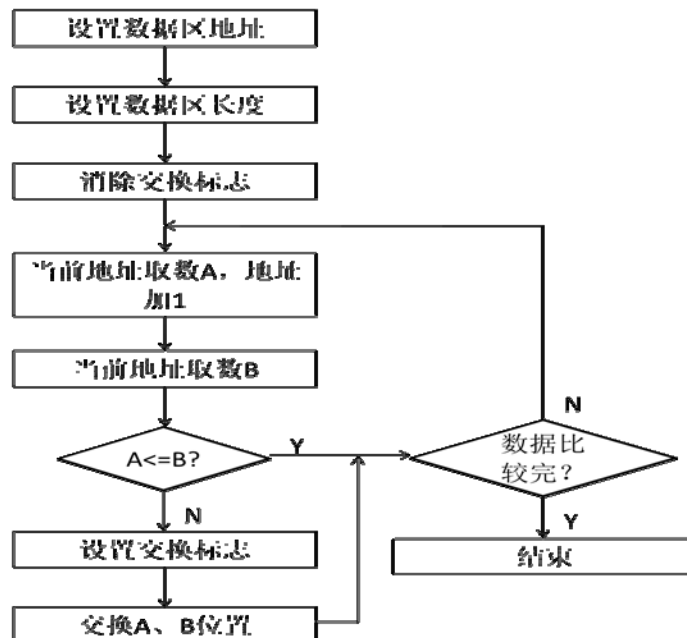 设置数据区地址
设置数据区长度
消除交换标志
当前地址取数A，地址
加1
当前地址取数B
A<=B?
Y
N
设置交换标志
交换A、B位置
N
数据比
较完？
Y
结束